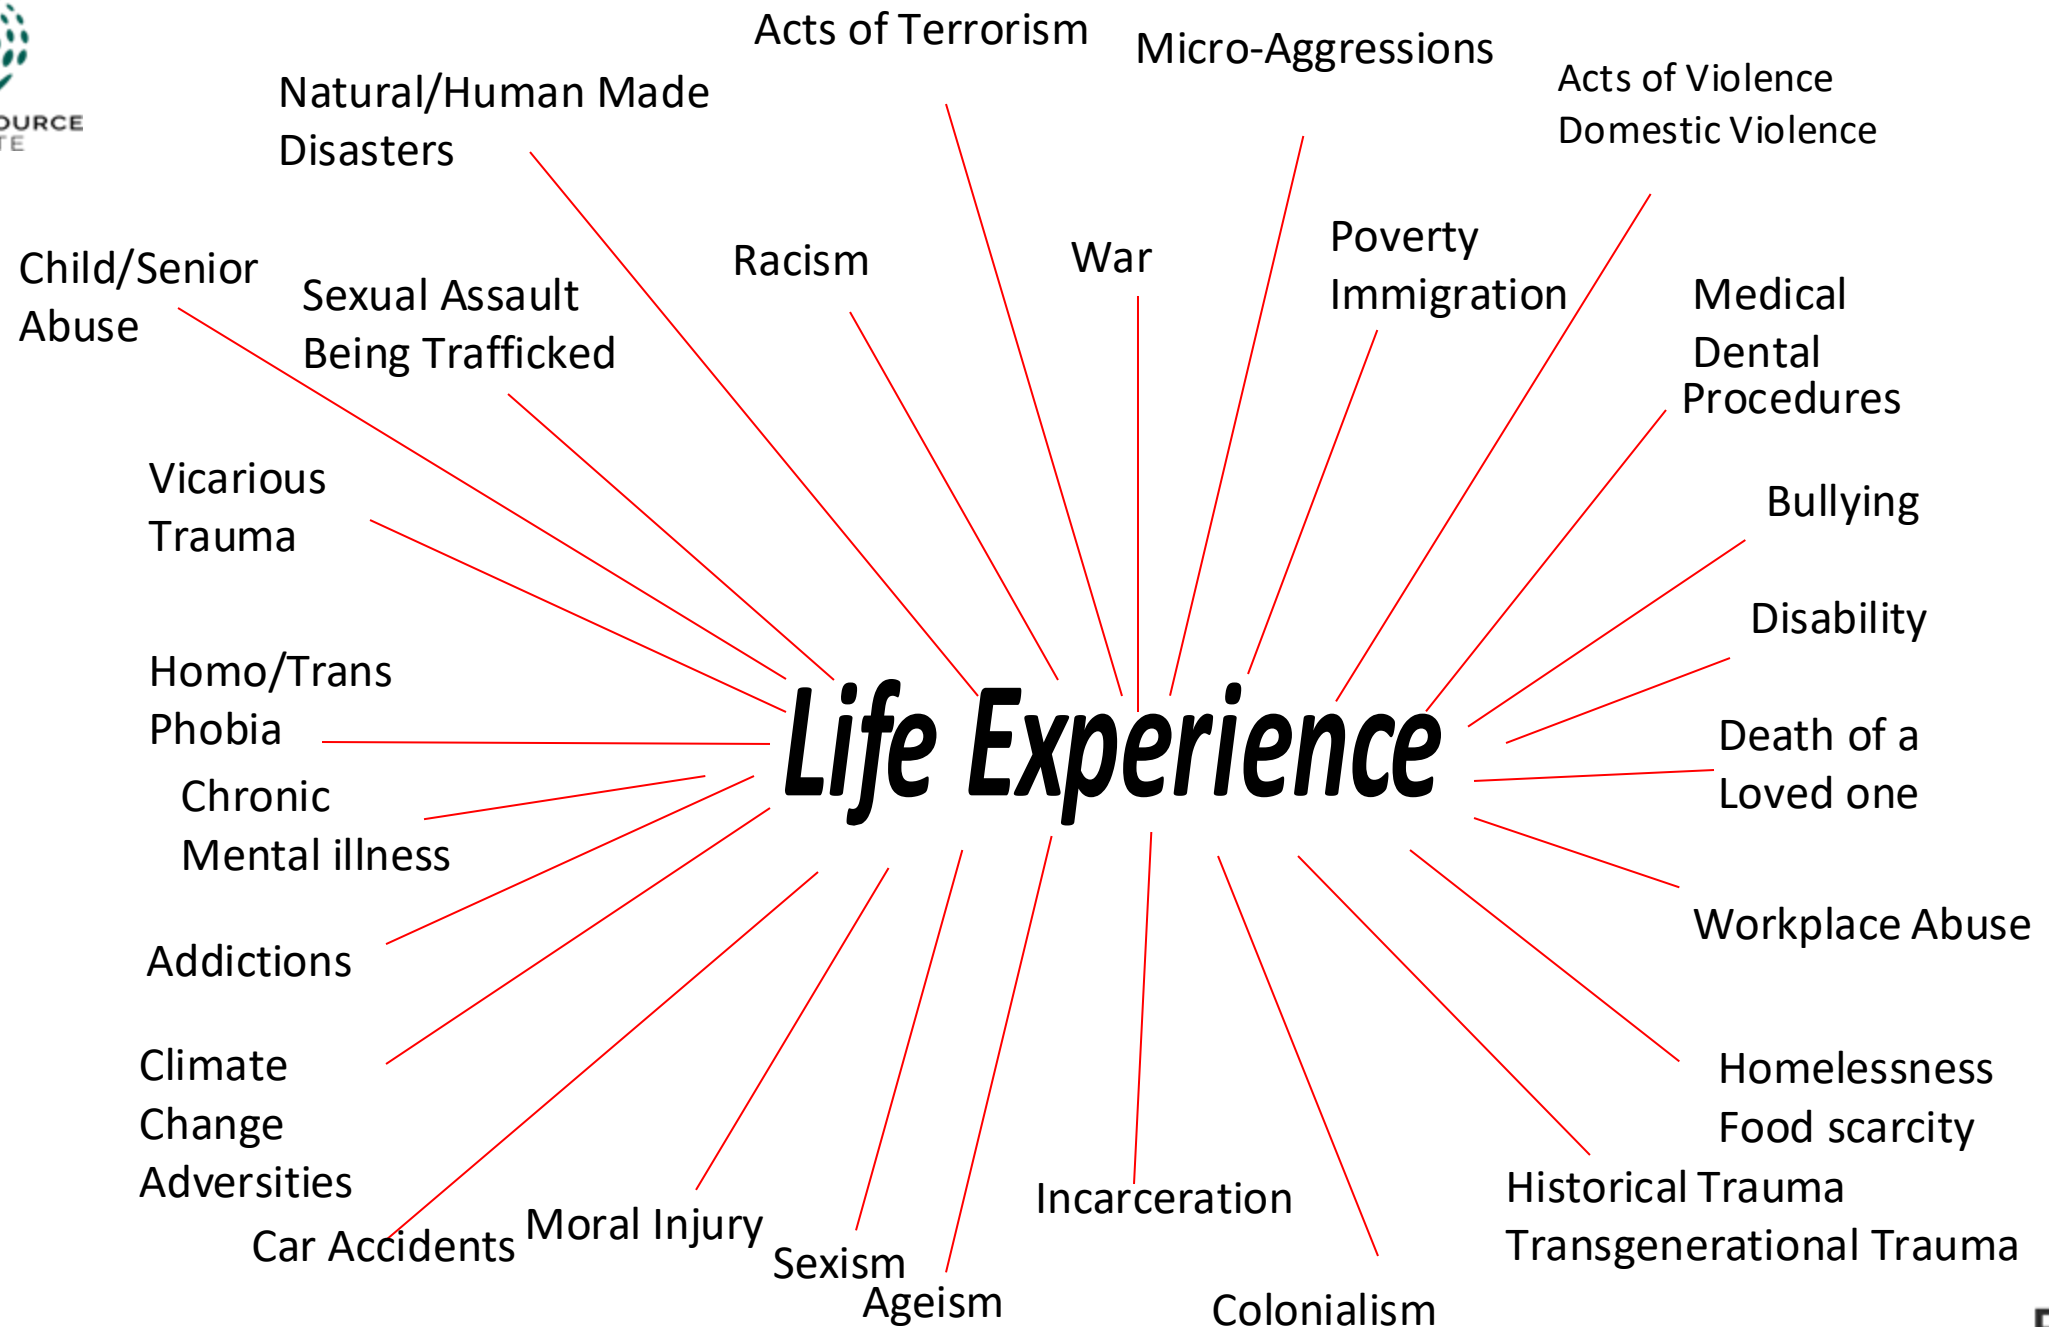 OURCE
TE
Acts of Terrorism
Micro-Aggressions
Natural/Human Made
Disasters
Acts of Violence
Domestic Violence
Child/Senior
Abuse
Sexual Assault
Being Trafficked
Racism
War
Poverty
Immigration
Medical
Dental
Procedures
Vicarious
Trauma
Bullying
Disability
Homo/Trans
Phobia
Life Experience
Death of a
Loved one
Chronic
Mental illness
Workplace Abuse
Addictions
Climate
Change
Adversities
Homelessness
Food scarcity
Car Accidents
Moral Injury
Sexism
Ageism
Incarceration
Colonialism
Historical Trauma
Transgenerational Trauma